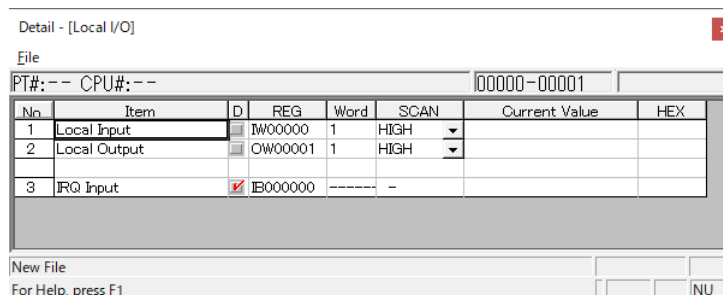 Detail - [Local I/O]
File
PT#:-- CPU#:-- 00000-00001
No Item D REG Word SCAN Current Value HEX
1 Local Input IW00000 1 HIGH
2 Local Output OW00001 1 HIGH
3 IRQ Input IB000000 ------ -
New File
For Help, press F1 NU